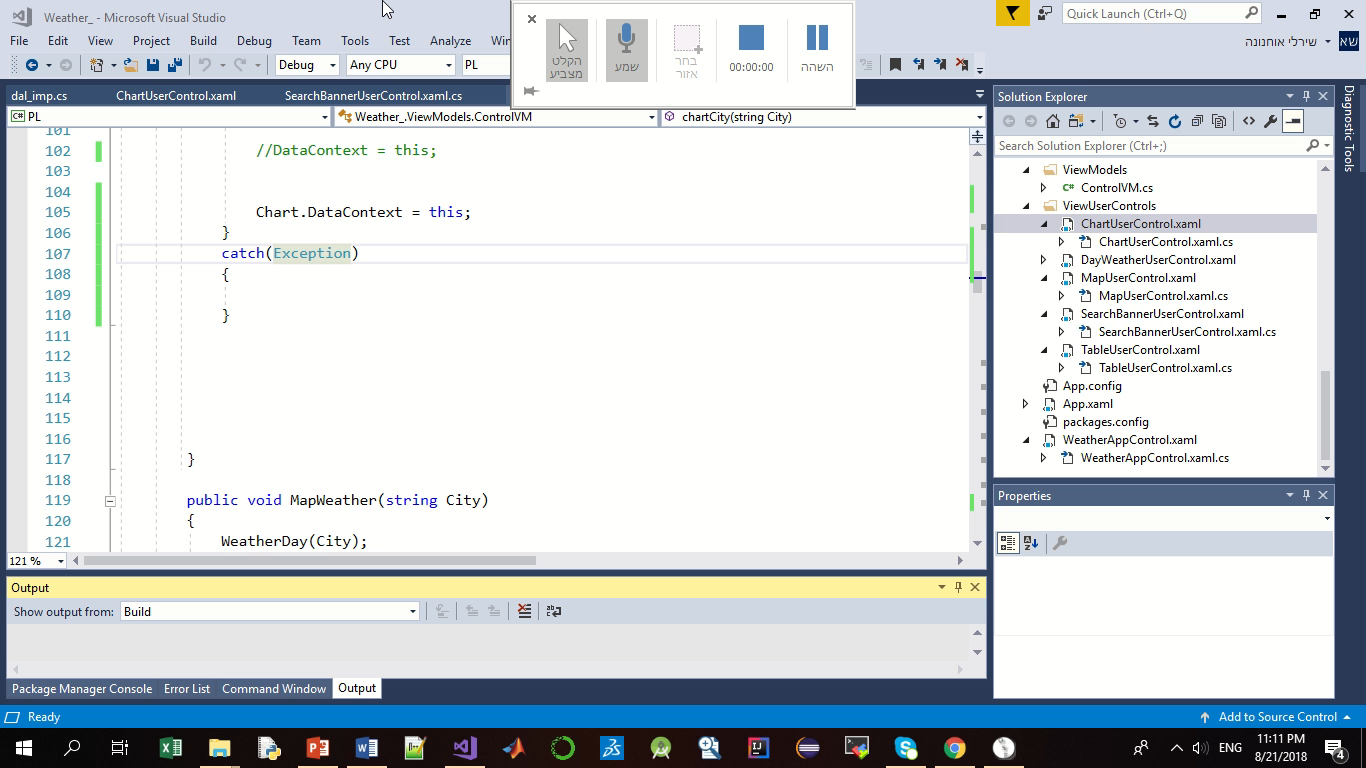 Weather_ - Microsoft Visual Studio
Quick Launch (Ctrl+Q)
File Edit View Project Build Debug Team Tools Test Analyze
שירלי אוחנונה
שא
הקלט מצביע
שמע
בחר אזור
00:00:00
השהה
Debug
Any CPU
PL
dal_imp.cs ChartUserControl.xaml SearchBannerUserControl.xaml.cs
C# PL
Weather_.ViewModels.ControlVM
chartCity(string City)
101
102 //DataContext = this;
103
104
105 Chart.DataContext = this;
106 }
107 catch(Exception)
108 {
109
110 }
111
112
113
114
115
116
117 }
118
119 public void MapWeather(string City)
120 {
121 WeatherDay(City);
121 %
Output
Show output from: Build
Package Manager Console Error List Command Window Output
Solution Explorer
Search Solution Explorer (Ctrl+;)
ViewModels
C# ControlVM.cs
ViewUserControls
ChartUserControl.xaml
ChartUserControl.xaml.cs
DayWeatherUserControl.xaml
MapUserControl.xaml
MapUserControl.xaml.cs
SearchBannerUserControl.xaml
SearchBannerUserControl.xaml.cs
TableUserControl.xaml
TableUserControl.xaml.cs
App.config
App.xaml
packages.config
WeatherAppControl.xaml
WeatherAppControl.xaml.cs
Properties
Diagnostic Tools
Ready
Add to Source Control
ENG
11:11 PM
8/21/2018
4